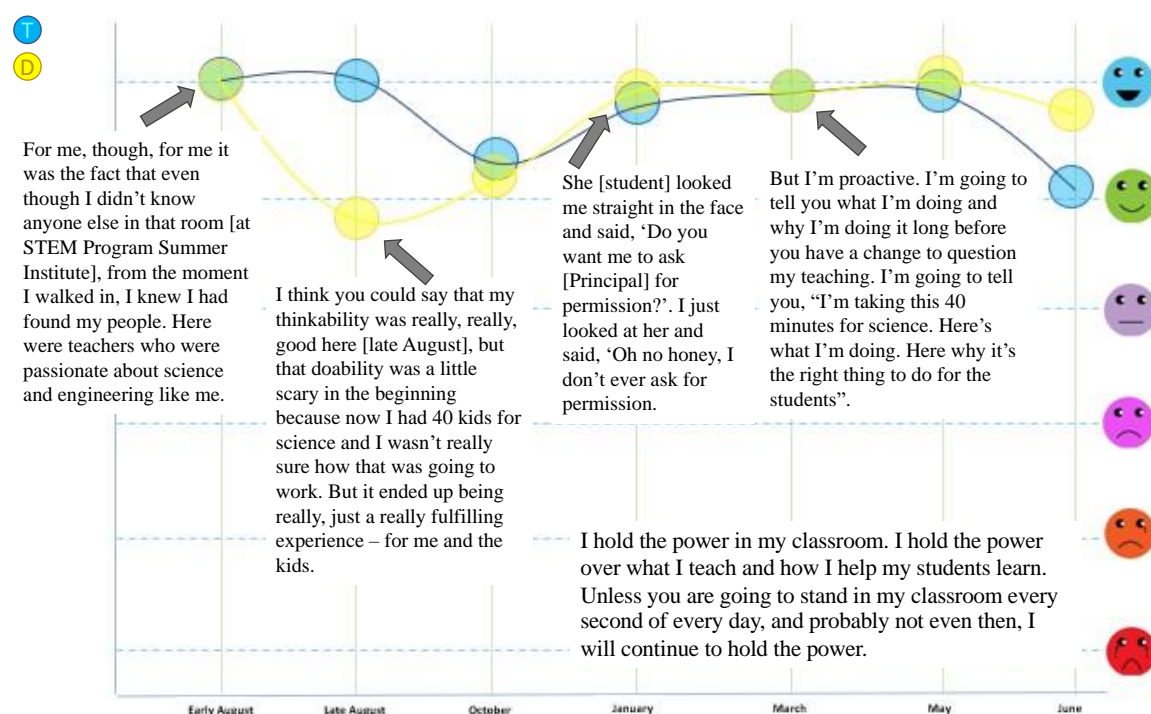 T
D
For me, though, for me it
was the fact that even
though I didn’t know
anyone else in that room [at
STEM Program Summer
Institute], from the moment
I walked in, I knew I had
found my people. Here
were teachers who were
passionate about science
and engineering like me.
I think you could say that my
thinkability was really, really,
good here [late August], but
that doability was a little
scary in the beginning
because now I had 40 kids for
science and I wasn’t really
sure how that was going to
work. But it ended up being
really, just a really fulfilling
experience – for me and the
kids.
She [student] looked
me straight in the face
and said, ‘Do you
want me to ask
[Principal] for
permission?’. I just
looked at her and
said, ‘Oh no honey, I
don’t ever ask for
permission.
But I’m proactive. I’m going to
tell you what I’m doing and
why I’m doing it long before
you have a change to question
my teaching. I’m going to tell
you, “I’m taking this 40
minutes for science. Here’s
what I’m doing. Here why it’s
the right thing to do for the
students”.
I hold the power in my classroom. I hold the power
over what I teach and how I help my students learn.
Unless you are going to stand in my classroom every
second of every day, and probably not even then, I
will continue to hold the power.
Early August Late August October January March May June